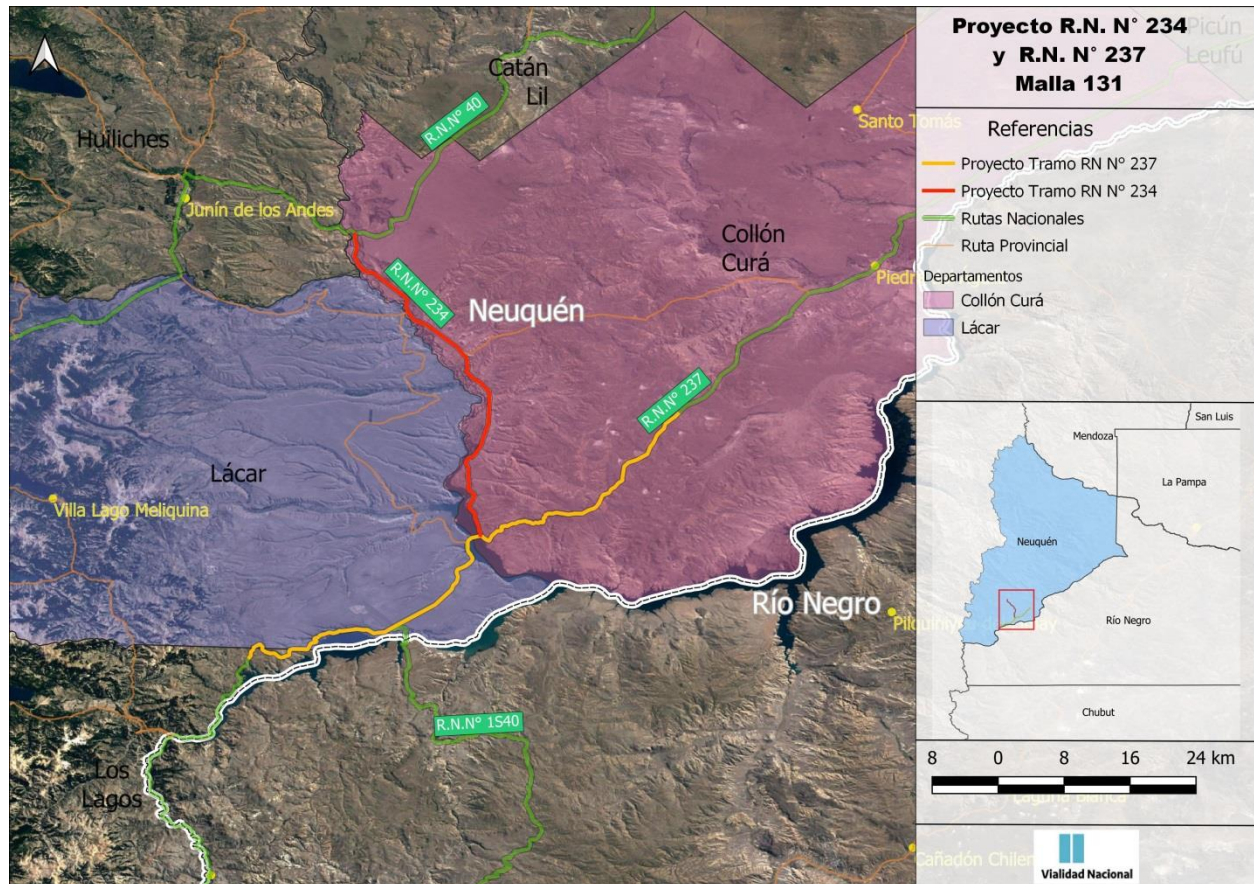 Proyecto R.N. N° 234
y R.N. N° 237
Malla 131
Referencias
Proyecto Tramo RN N° 237
Proyecto Tramo RN N° 234
Rutas Nacionales
Ruta Provincial
Departamentos
Collón Curá
Lácar
Picún
Leufú
Catán
Lil
Santo Tomás
R.N.N° 40
Huiliches
Junín de los Andes
Collón
Curá
R.N.N° 234
Neuquén
R.N.N° 237
Lácar
Villa Lago Meliquina
Río Negro
R.N.N° 1S40
Los
Lagos
San Luis
Mendoza
La Pampa
Neuquén
Río Negro
Chubut
8 0 8 16 24 km
Cañadón Chilen
Vialidad Nacional